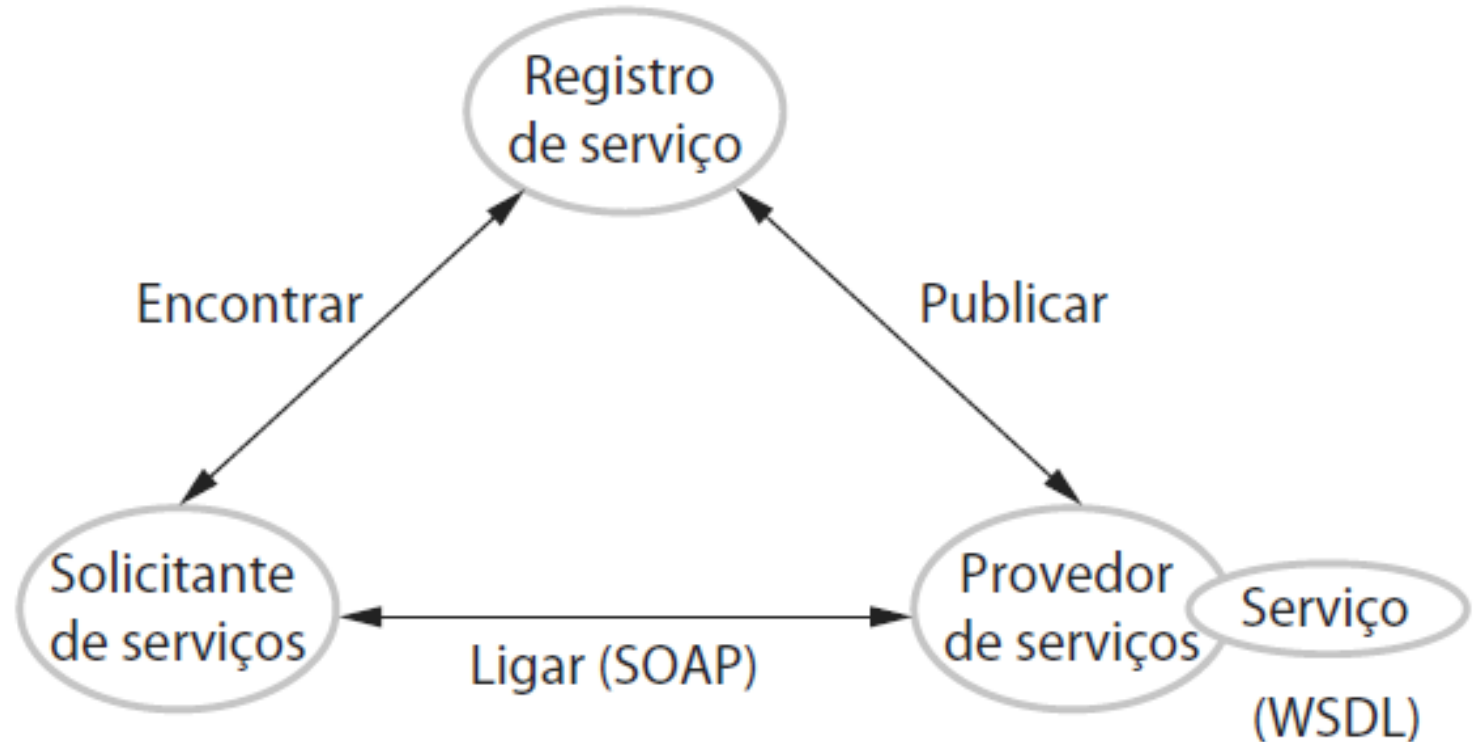 Registro
de serviço
Encontrar
Publicar
Solicitante
de serviços
Ligar (SOAP)
Provedor
de serviços
Serviço
(WSDL)